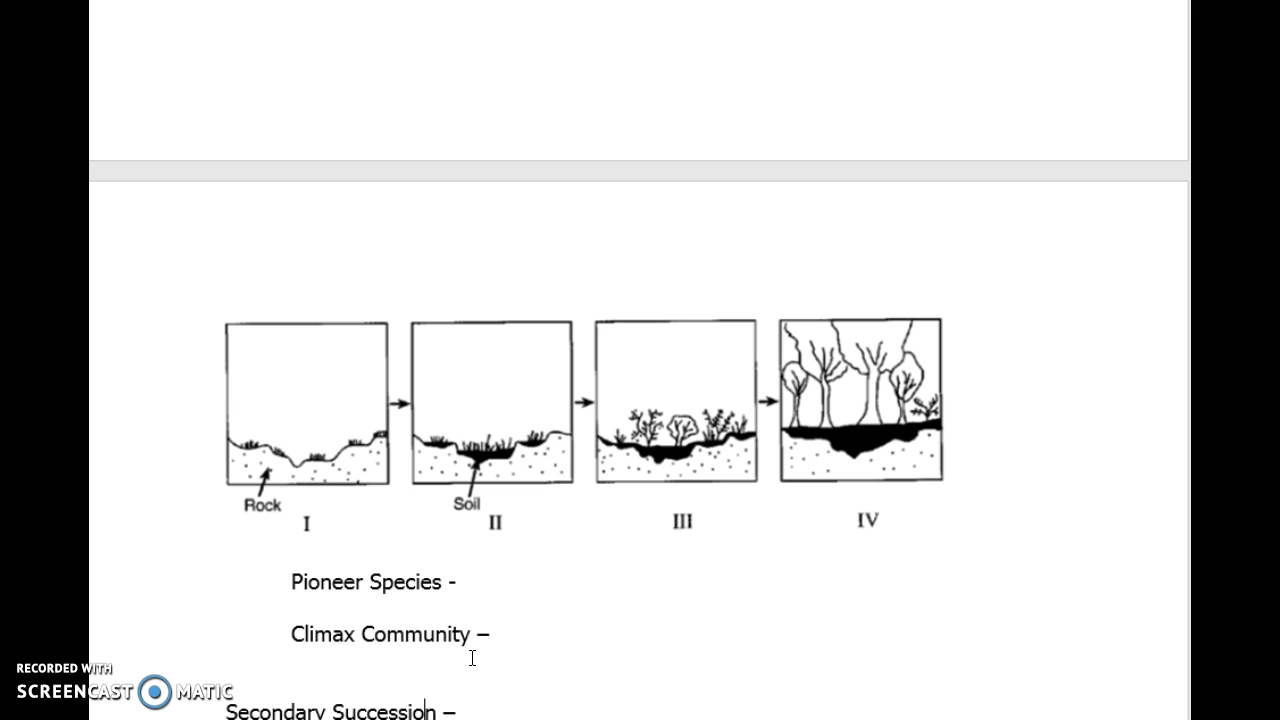 Rock
Soil
I
II
III
IV
Pioneer Species -
Climax Community –
Secondary Succession –
RECORDED WITH
SCREENCAST MATIC